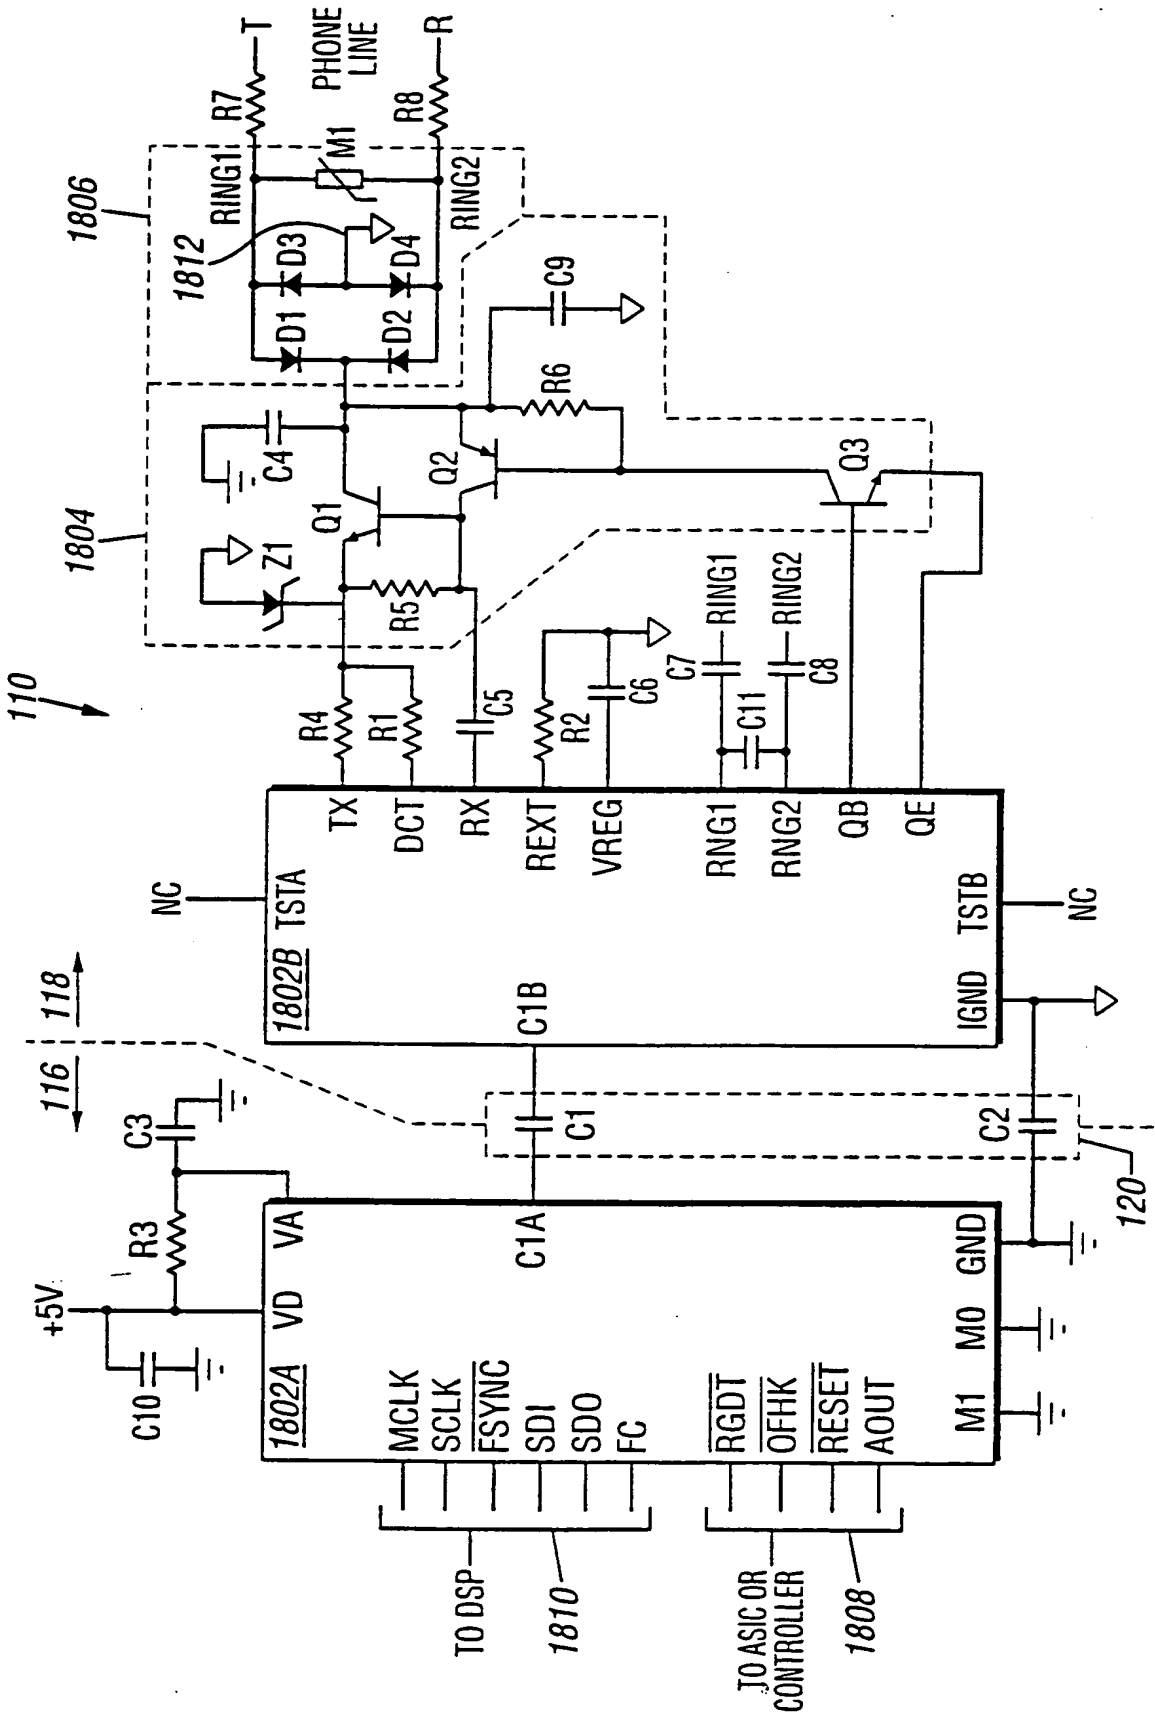 110
116
118
+5V
C10
R3
C3
NC
1804
1806
1812
1802A
VD
VA
MCLK
SCLK
FSYNC
SDI
SDO
FC
RGDT
OFHK
RESET
AOUT
M1
M0
GND
C1A
TO DSP
1810
TO ASIC OR
CONTROLLER
1808
C1
C2
120
1802B
TSTA
C1B
IGND
TSTB
NC
TX
DCT
RX
REXT
VREG
RNG1
RNG2
QB
QE
R4
R1
C5
R2
C6
C7
C11
C8
RING1
RING2
Z1
R5
Q1
C4
Q2
Q3
R6
C9
D1
D2
D3
D4
RING1
M1
RING2
R7
R8
T
R
PHONE
LINE